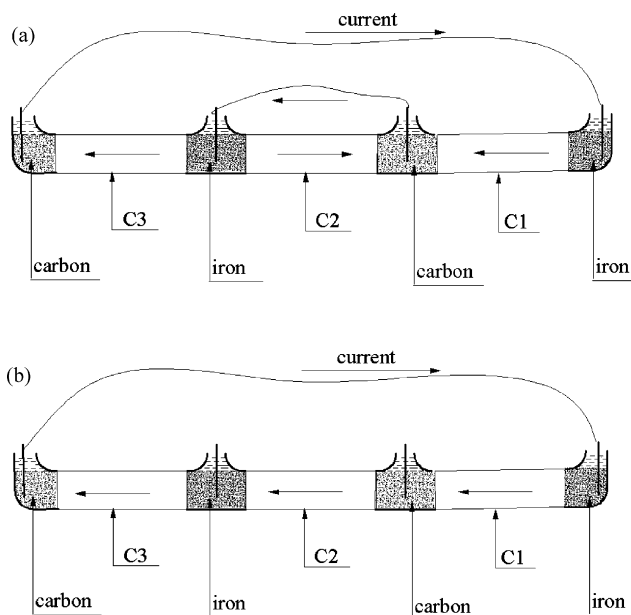 (a)
current
C3
C2
C1
carbon
iron
carbon
iron
(b)
current
C3
C2
C1
carbon
iron
carbon
iron